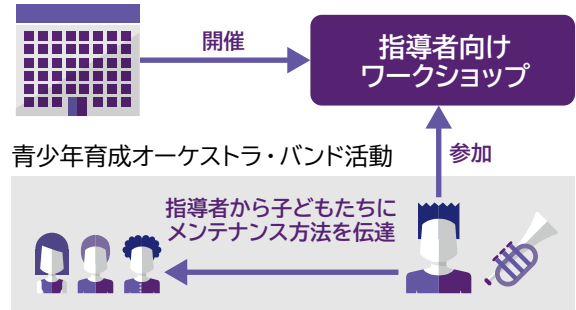 開催
指導者向け
ワークショップ
青少年育成オーケストラ・バンド活動
参加
指導者から子どもたちに
メンテナンス方法を伝達